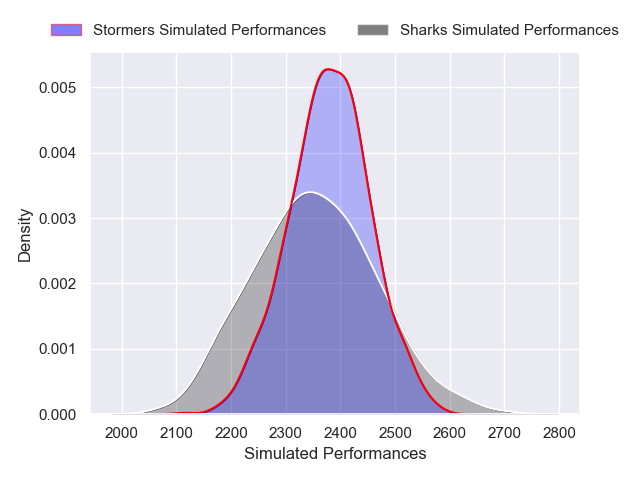 Stormers Simulated Performances Sharks Simulated Performances
0.005
0.004
0.003
0.002
0.001
0.000
Density
2000 2100 2200 2300 2400 2500 2600 2700 2800
Simulated Performances